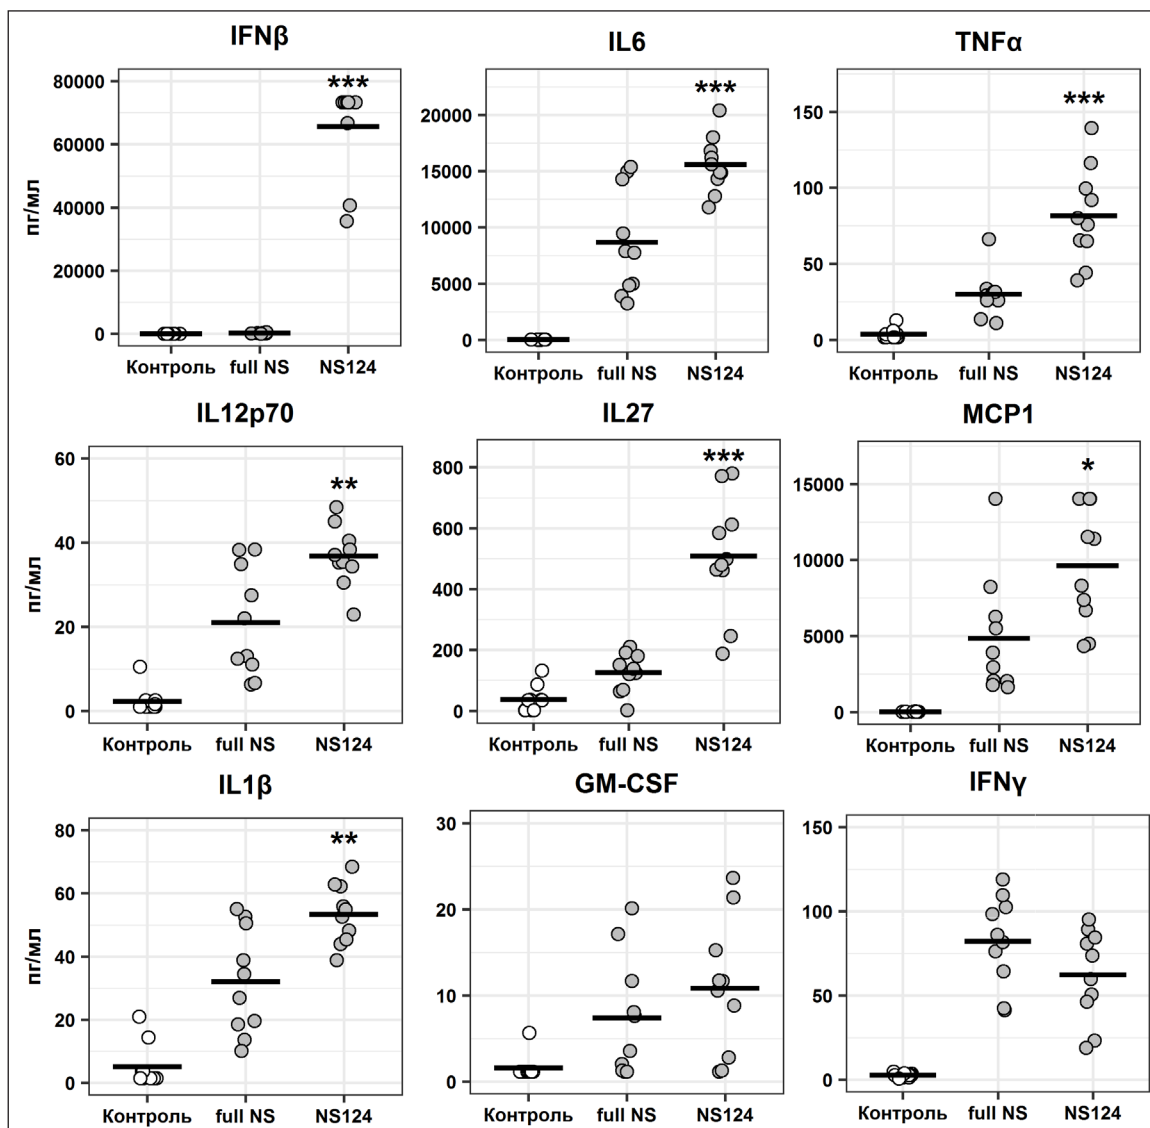 IFNβ
IL6
TNFα
пг/мл
80000
60000
40000
20000
0
***
Контроль
full NS
NS124
20000
15000
10000
5000
0
***
Контроль
full NS
NS124
150
100
50
0
***
Контроль
full NS
NS124
IL12p70
IL27
MCP1
пг/мл
60
40
20
0
**
Контроль
full NS
NS124
800
600
400
200
0
***
Контроль
full NS
NS124
15000
10000
5000
0
*
Контроль
full NS
NS124
IL1β
GM-CSF
IFNγ
пг/мл
80
60
40
20
0
**
Контроль
full NS
NS124
30
20
10
0
Контроль
full NS
NS124
150
100
50
0
Контроль
full NS
NS124